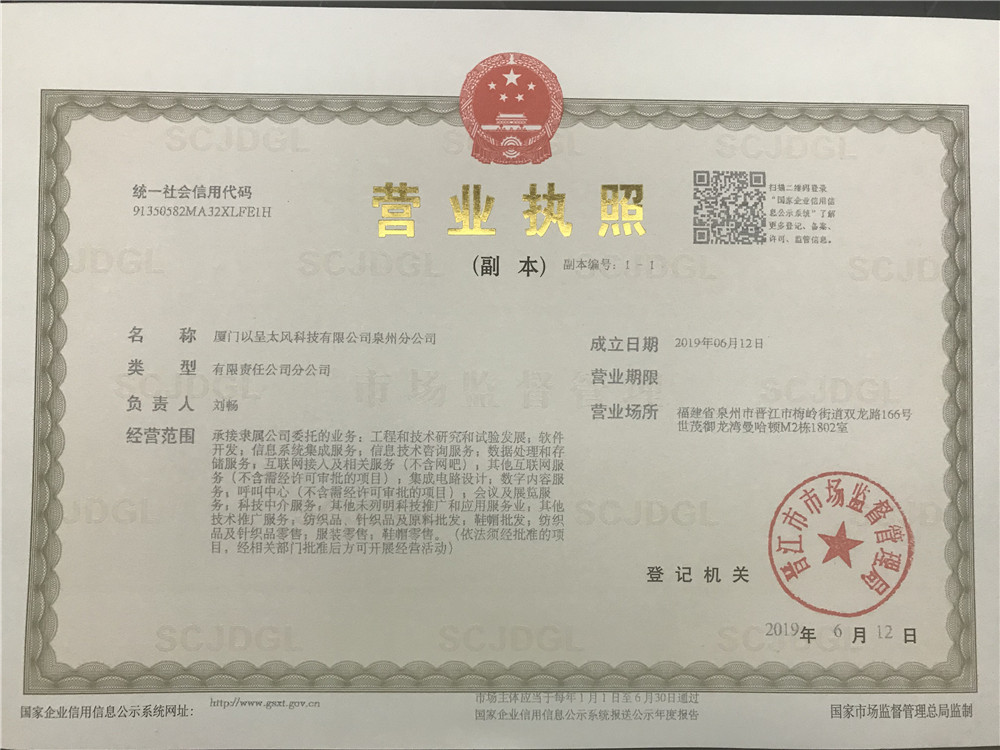 统一社会信用代码
91350582MA32XLFE1H
营业执照
(副 本) 副本编号：1－1
扫描二维码登录
“国家企业信用信
息公示系统”了解
更多登记、备案、
许可、监管信息。
名 称 厦门以呈太风科技有限公司泉州分公司
类 型 有限责任公司分公司
负 责 人 刘畅
经营范围 承接隶属公司委托的业务；工程和技术研究和试验发展；软件
开发；信息系统集成服务；信息技术咨询服务；数据处理和存
储服务；互联网接入及相关服务（不含网吧）；其他互联网服
务（不含需经许可审批的项目）；集成电路设计；数字内容服
务；呼叫中心（不含需经许可审批的项目）；会议及展览服
务；科技中介服务；其他未列明科技推广和应用服务业；其他
技术推广服务；纺织品、针织品及原料批发；鞋帽批发；纺织
品及针织品零售；服装零售；鞋帽零售。（依法须经批准的项
目，经相关部门批准后方可开展经营活动）
成立日期 2019年06月12日
营业期限
营业场所 福建省泉州市晋江市梅岭街道双龙路166号
世茂御龙湾曼哈顿M2栋1802室
登记机关
晋江市市场监督管理局
2019年 6 月 12 日
SCJDGL SCJDGL SCJDGL
SCJDGL SCJDGL SCJDGL
SCJDGL 市场监督管理 SCJDGL
SCJDGL SCJDGL
SCJDGL SCJDGL SCJDGL
国家企业信用信息公示系统网址：
http://www.gsxt.gov.cn
市场主体应当于每年1月1日至6月30日通过
国家企业信用信息公示系统报送公示年度报告
国家市场监督管理总局监制